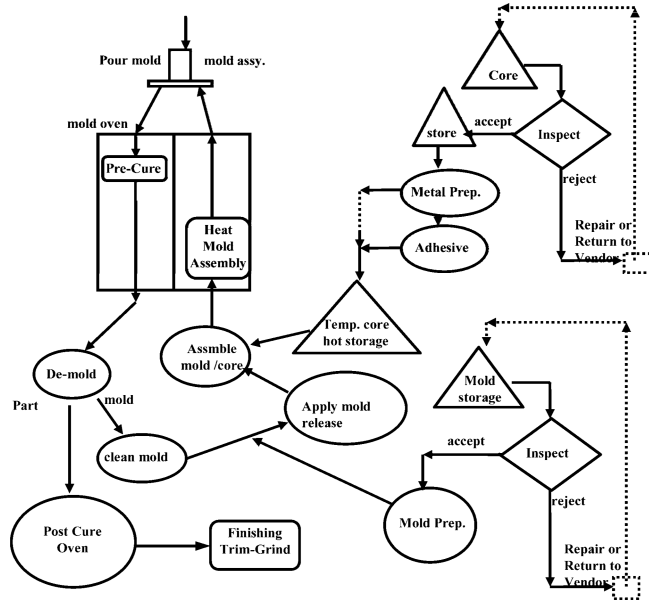 Pour mold
mold assy.
mold oven
Pre-Cure
Heat
Mold
Assembly
Core
accept
Inspect
store
reject
Metal Prep.
Repair or
Return to
Vendor
Adhesive
Temp. core
hot storage
Assmble
mold /core
De-mold
Part
mold
Apply mold
release
clean mold
Mold
storage
accept
Inspect
reject
Mold Prep.
Repair or
Return to
Vendor
Post Cure
Oven
Finishing
Trim-Grind